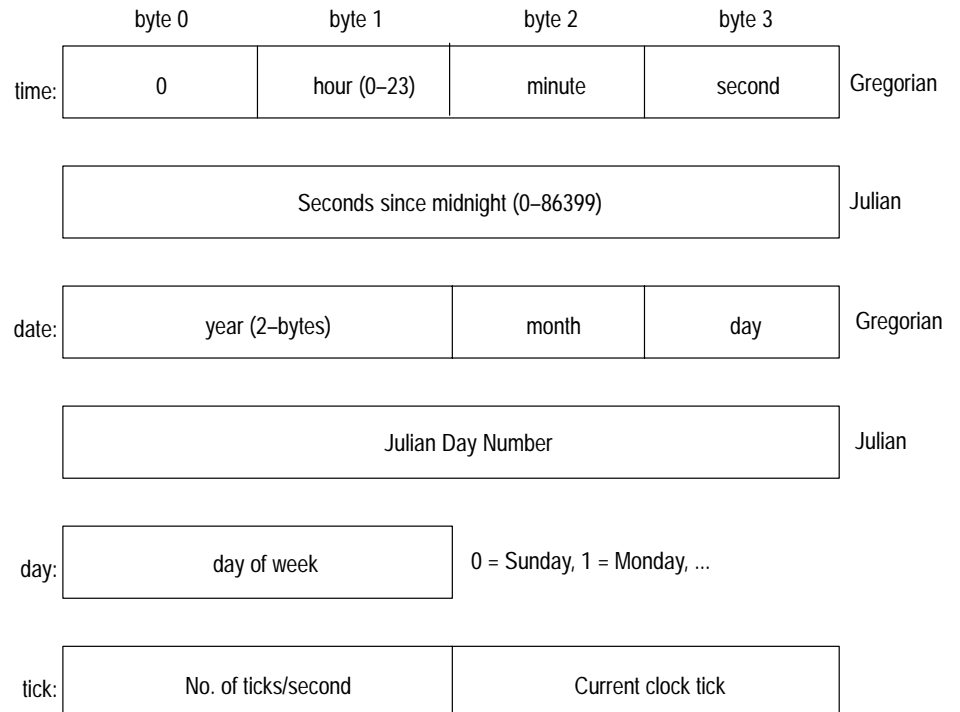 byte 0 byte 1 byte 2 byte 3
time: 0 hour (0–23) minute second Gregorian
Seconds since midnight (0–86399) Julian
date: year (2–bytes) month day Gregorian
Julian Day Number Julian
day: day of week 0 = Sunday, 1 = Monday, ...
tick: No. of ticks/second Current clock tick